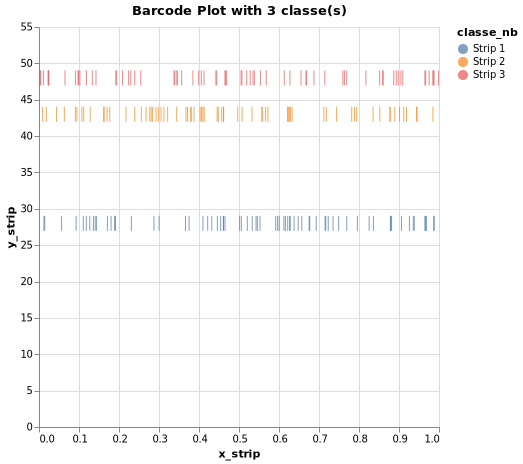 Barcode Plot with 3 classe(s)
classe_nb
Strip 1
Strip 2
Strip 3
y_strip
55
50
45
40
35
30
25
20
15
10
5
0
0.0 0.1 0.2 0.3 0.4 0.5 0.6 0.7 0.8 0.9 1.0
x_strip